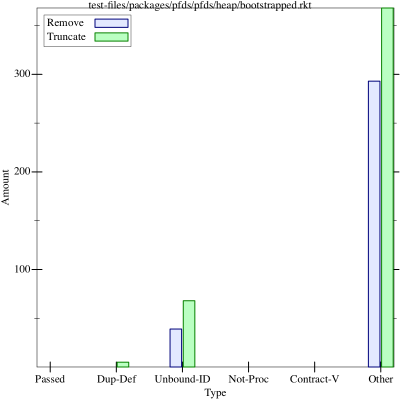 test-files/packages/pfds/pfds/heap/bootstrapped.rkt
Remove
Truncate
300
200
100
Amount
Passed Dup-Def Unbound-ID Not-Proc Contract-V Other
Type